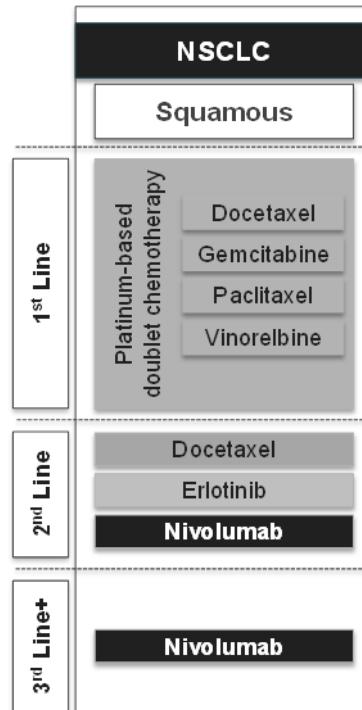 NSCLC
Squamous
1st Line
Platinum-based
doublet chemotherapy
Docetaxel
Gemcitabine
Paclitaxel
Vinorelbine
2nd Line
Docetaxel
Erlotinib
Nivolumab
3rd Line+
Nivolumab